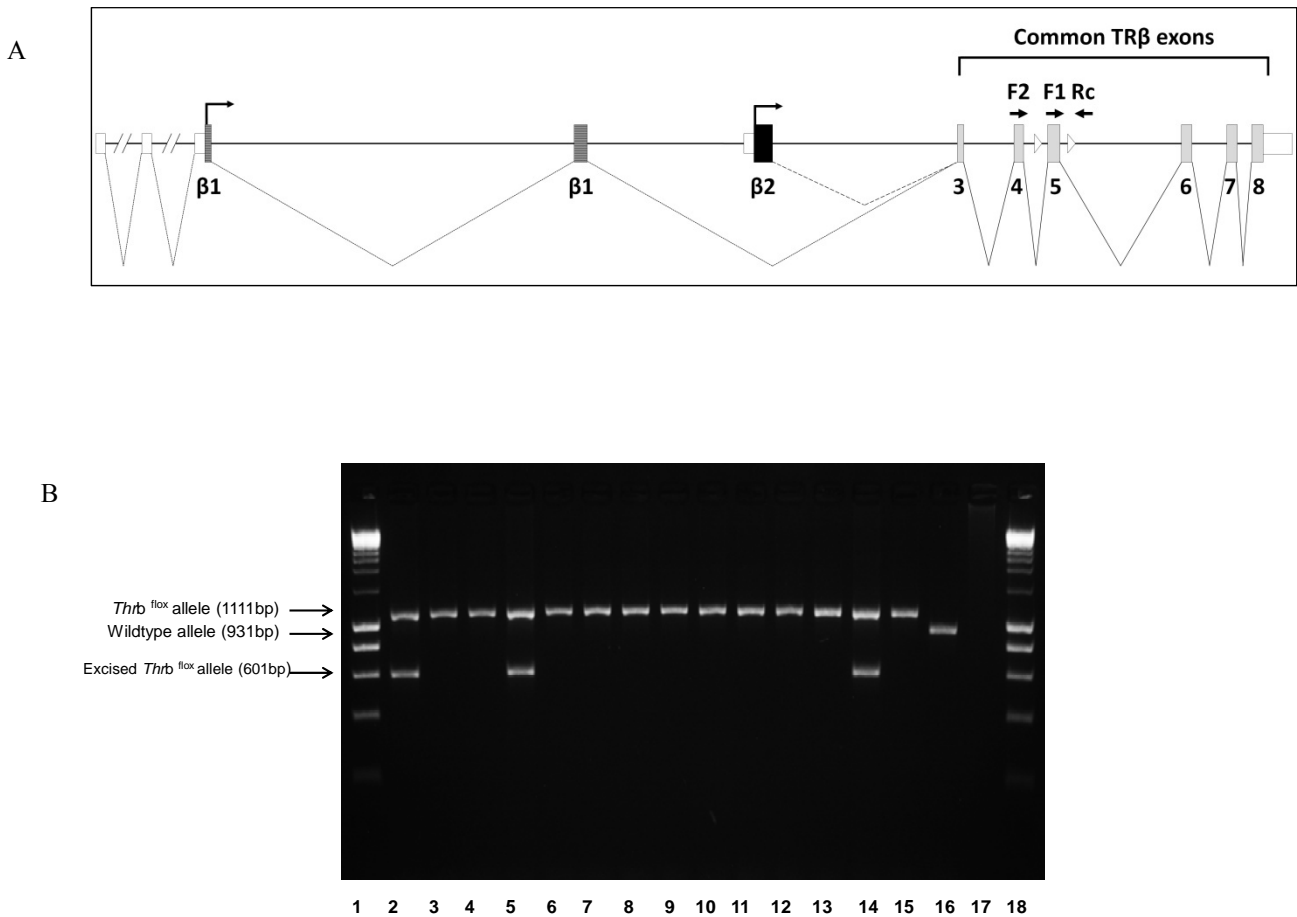 A
Common TRβ exons
F2 F1 Rc
β1 β1 β2 3 4 5 6 7 8
B
Thrb flox allele (1111bp)
Wildtype allele (931bp)
Excised Thrb flox allele (601bp)
1 2 3 4 5 6 7 8 9 10 11 12 13 14 15 16 17 18